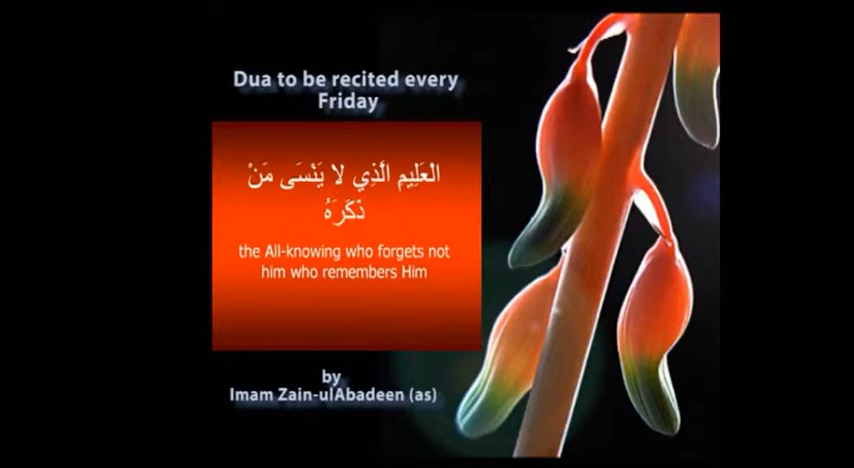 Dua to be recited every
Friday
الْعَلِيمِ الَّذِي لا يَنْسَى مَنْ
ذَكَرَهُ
the All-knowing who forgets not
him who remembers Him
by
Imam Zain-ulAbadeen (as)